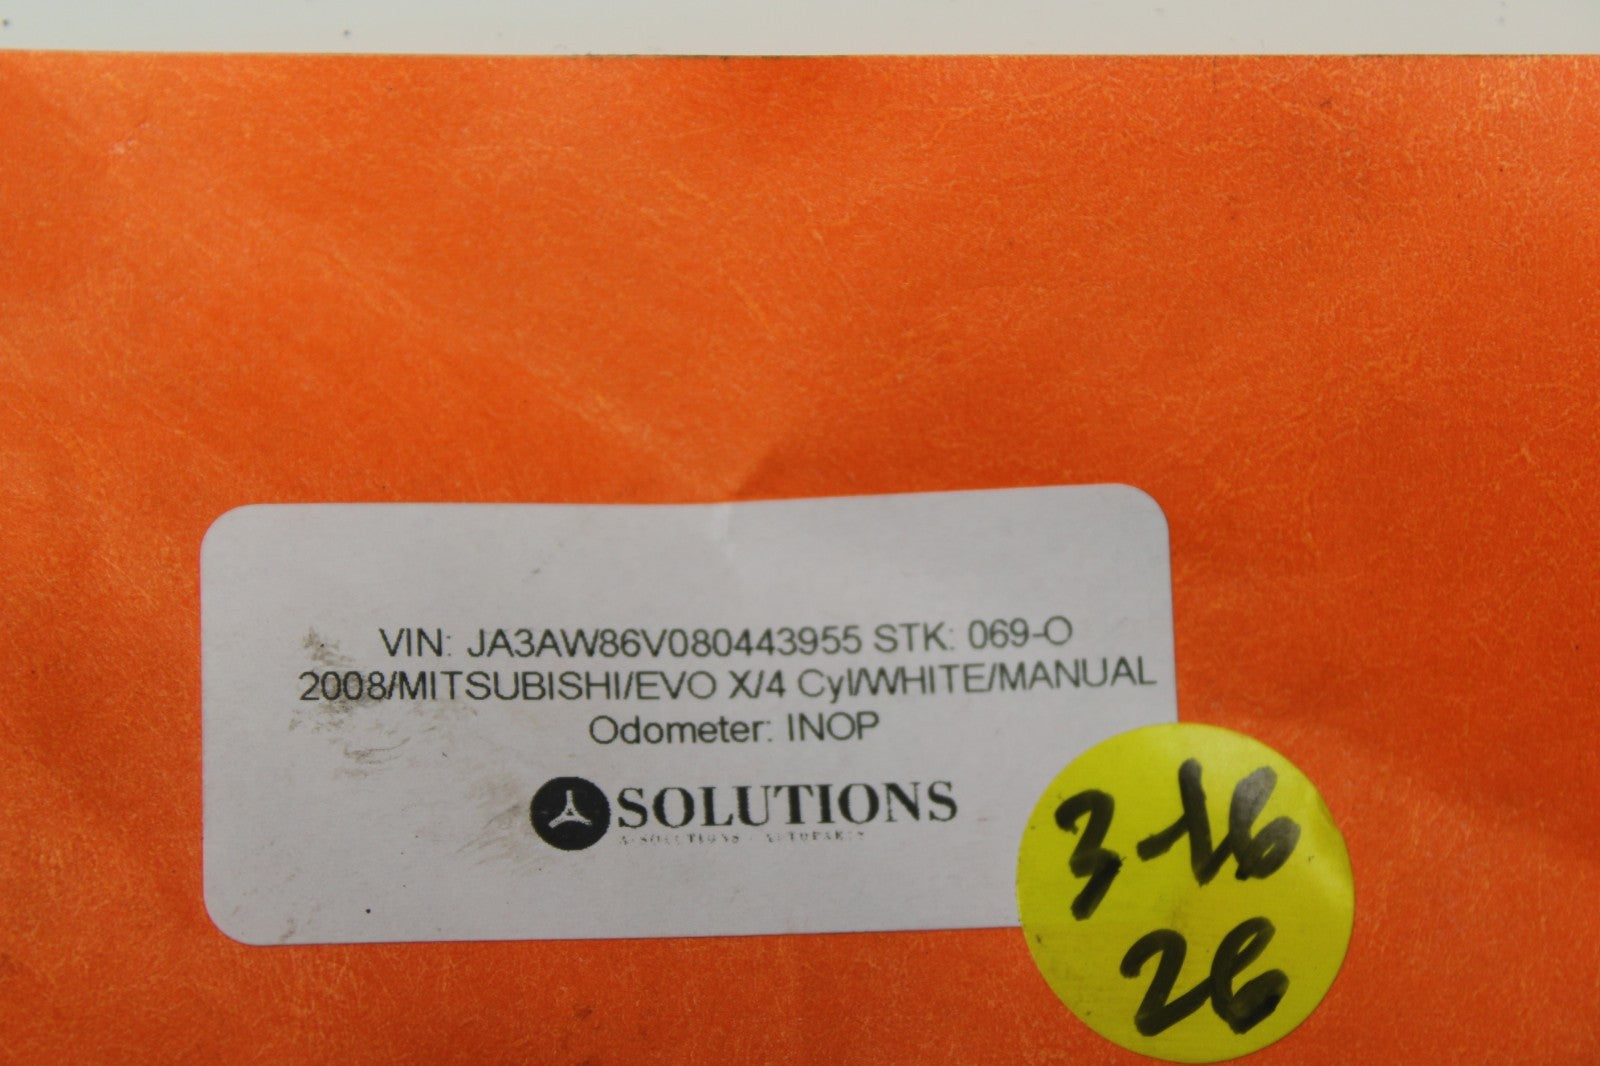 VIN: JA3AW86V080443955 STK: 069-O
2008/MITSUBISHI/EVO X/4 Cyl/WHITE/MANUAL
Odometer: INOP
SOLUTIONS
3-16
26